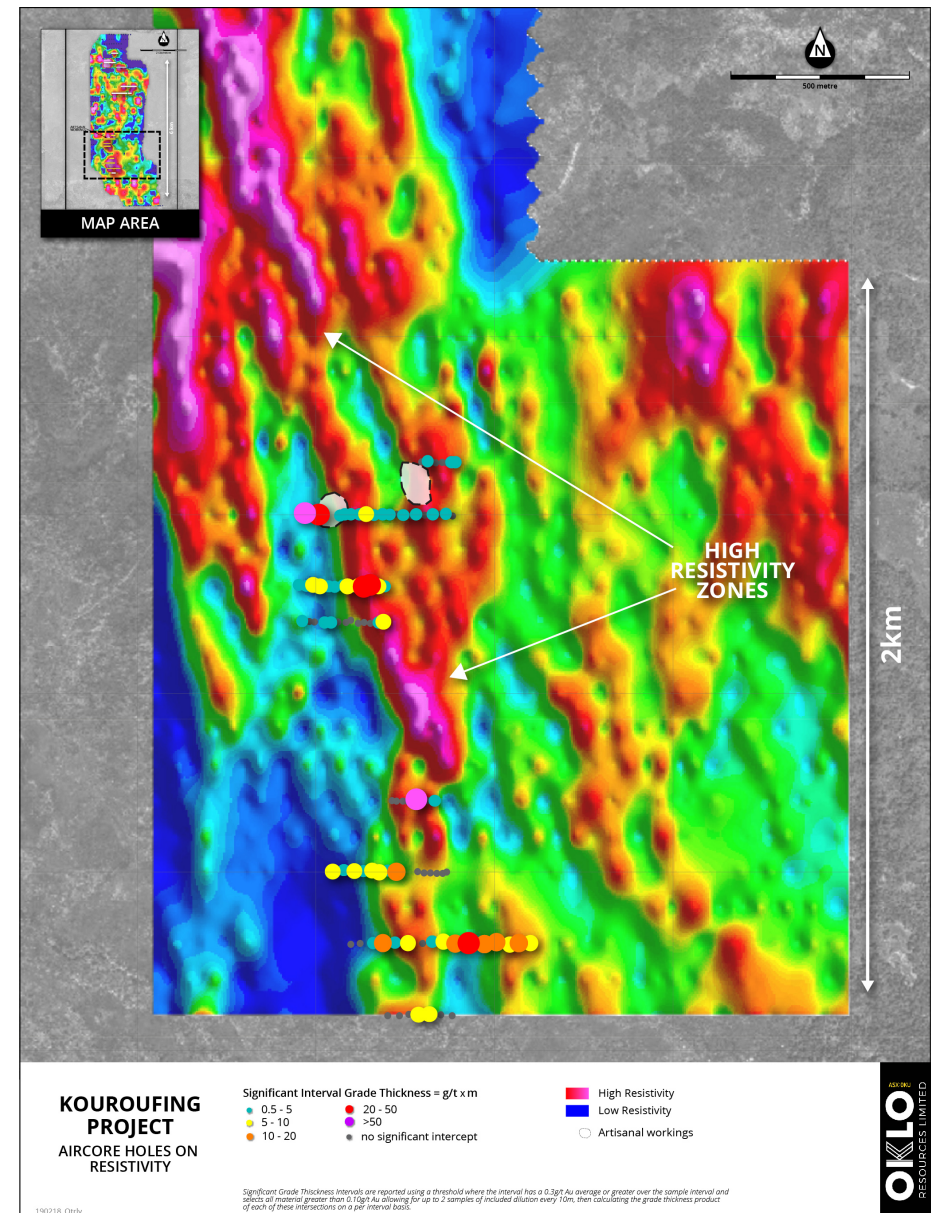 N
500 metre
MAP AREA
HIGH
RESISTIVITY
ZONES
2km
KOUROUFING
PROJECT
AIRCORE HOLES ON
RESISTIVITY
Significant Interval Grade Thickness = g/t x m
0.5 - 5
5 - 10
10 - 20
20 - 50
>50
no significant intercept
High Resistivity
Low Resistivity
Artisanal workings
Significant Grade Thisckness Intervals are reported using a threshold where the interval has a 0.3g/t Au average or greater over the sample interval and
selects all material greater than 0.10g/t Au allowing for up to 2 samples of included dilution every 10m, then calculating the grade thickness product
of each of these intersections on a per interval basis.
190218_Qtrly
ASX:OKU
OKLO
RESOURCES LIMITED